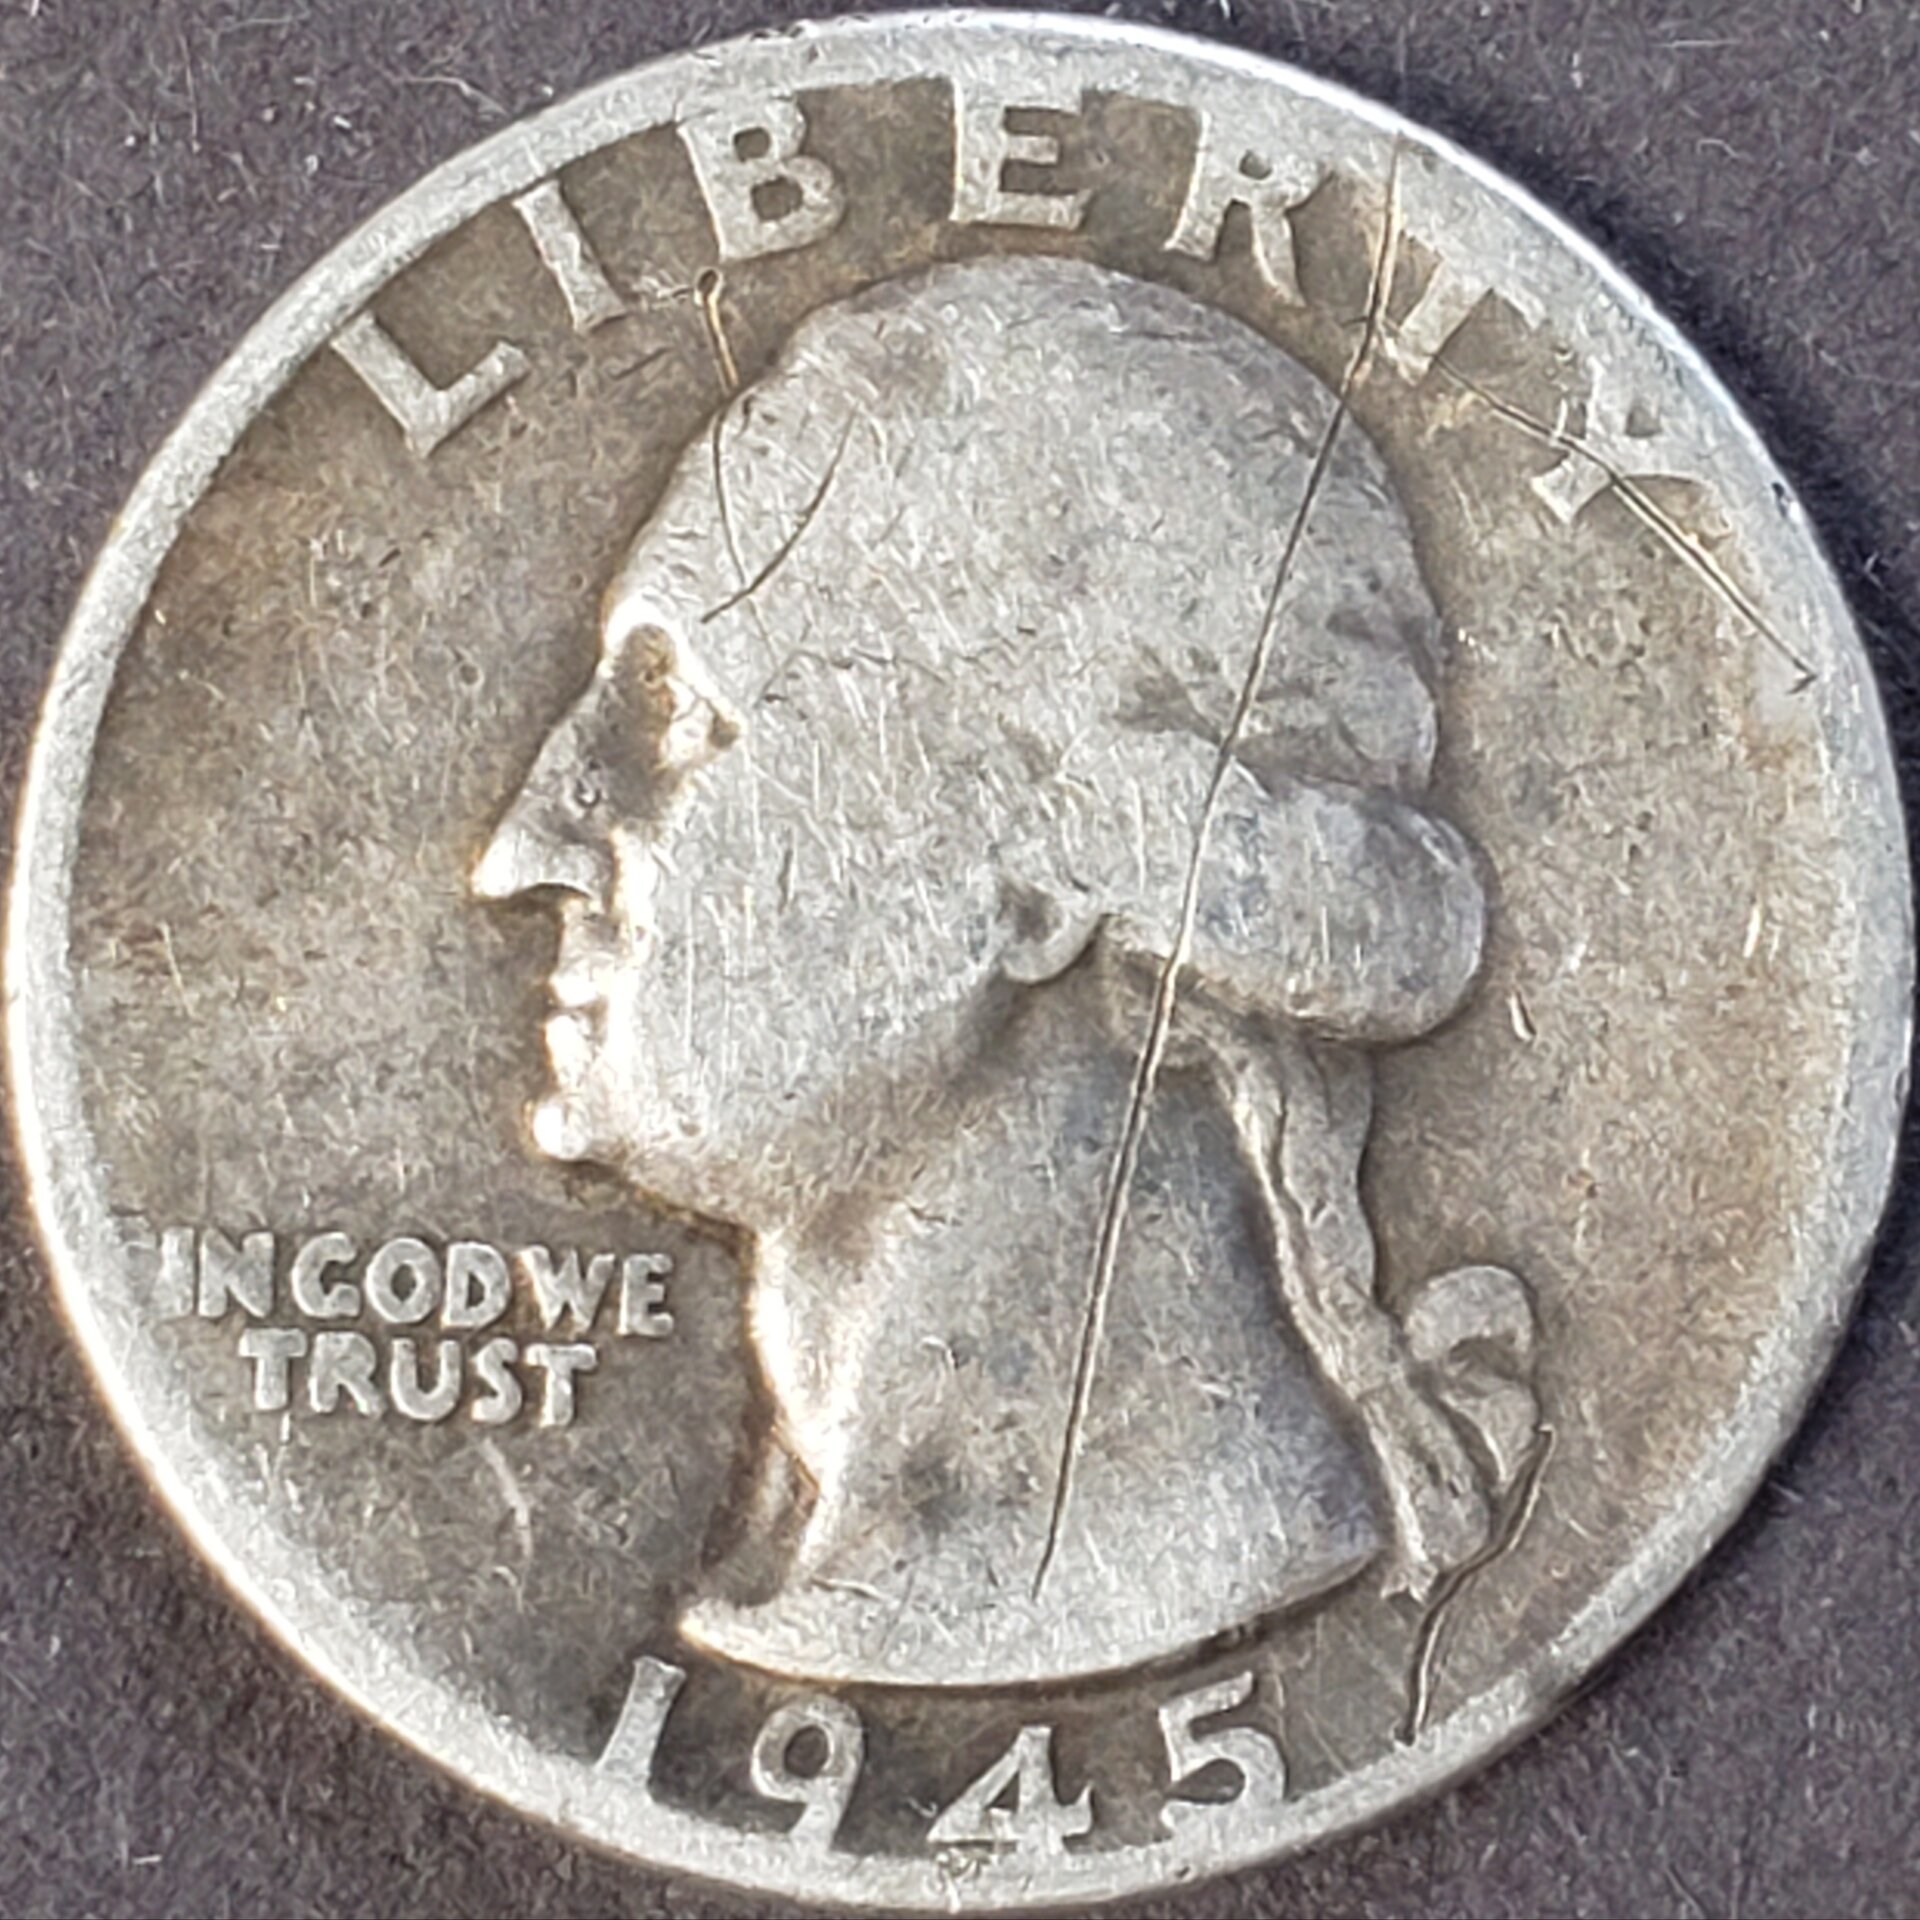 LIBERTY
IN GOD WE
TRUST
1945